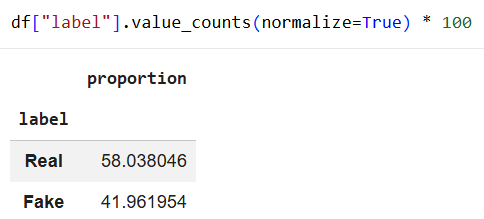 df["label"].value_counts(normalize=True) * 100
proportion
label
Real 58.038046
Fake 41.961954